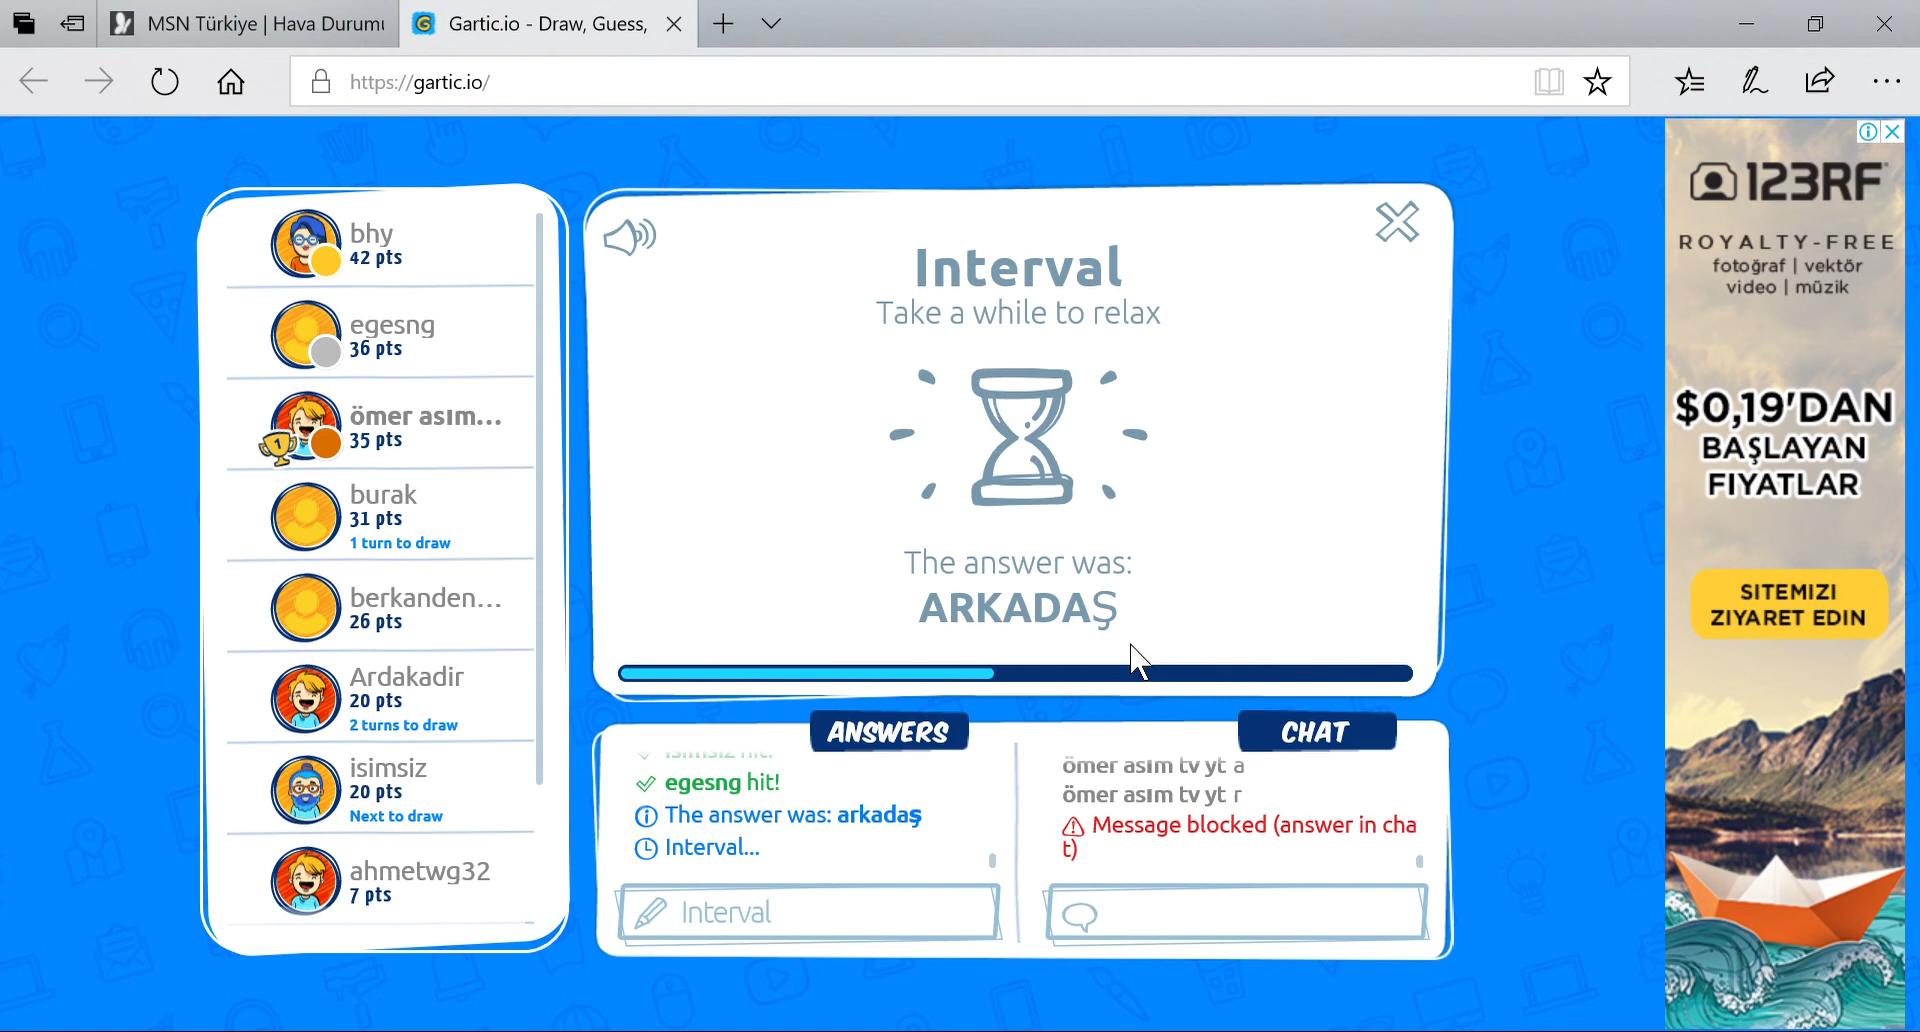 MSN Türkiye | Hava Durumu
Gartic.io - Draw, Guess,
https://gartic.io/
bhy
42 pts
egesng
36 pts
1
ömer asım...
35 pts
burak
31 pts
1 turn to draw
berkanden...
26 pts
Ardakadir
20 pts
2 turns to draw
isimsiz
20 pts
Next to draw
ahmetwg32
7 pts
Interval
Take a while to relax
The answer was:
ARKADAŞ
ANSWERS
isimsiz hit!
egesng hit!
The answer was: arkadaş
Interval...
Interval
CHAT
ömer asım tv yt a
ömer asım tv yt r
Message blocked (answer in cha
t)
123RF
ROYALTY-FREE
fotoğraf | vektör
video | müzik
$0,19'DAN
BAŞLAYAN
FIYATLAR
SITEMIZI
ZIYARET EDIN